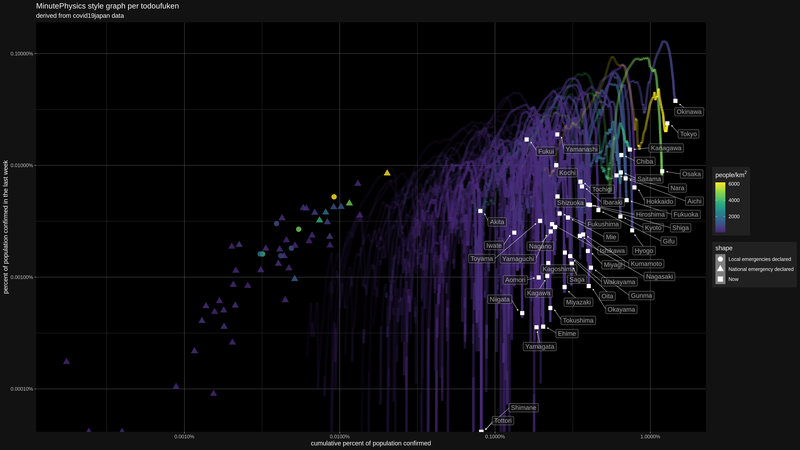 MinutePhysics style graph per todoufuken
derived from covid19japan data
percent of population confirmed in the last week
0.10000%
0.01000%
0.00100%
0.00010%
Okinawa
Tokyo
Kanagawa
Fukui
Yamanashi
Chiba
Kochi
Osaka
Saitama
Tochigi
Nara
Shizuoka
Ibaraki
Hokkaido
Aichi
Akita
Hiroshima
Fukuoka
Fukushima
Kyoto
Shiga
Mie
Gifu
Iwate
Nagano
Ishikawa
Hyogo
Toyama
Yamaguchi
Miyagi
Kumamoto
Kagoshima
Nagasaki
Aomori
Saga
Wakayama
Kagawa
Oita
Gunma
Niigata
Miyazaki
Okayama
Tokushima
Ehime
Yamagata
Shimane
Tottori
0.0010%
0.0100%
0.1000%
1.0000%
cumulative percent of population confirmed
people/km²
6000
4000
2000
shape
Local emergencies declared
National emergency declared
Now